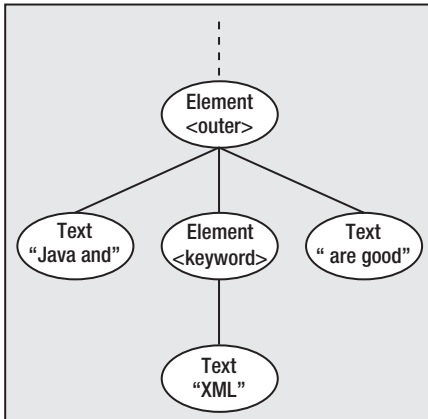 Element
<outer>
Text
“Java and”
Element
<keyword>
Text
“ are good”
Text
“XML”